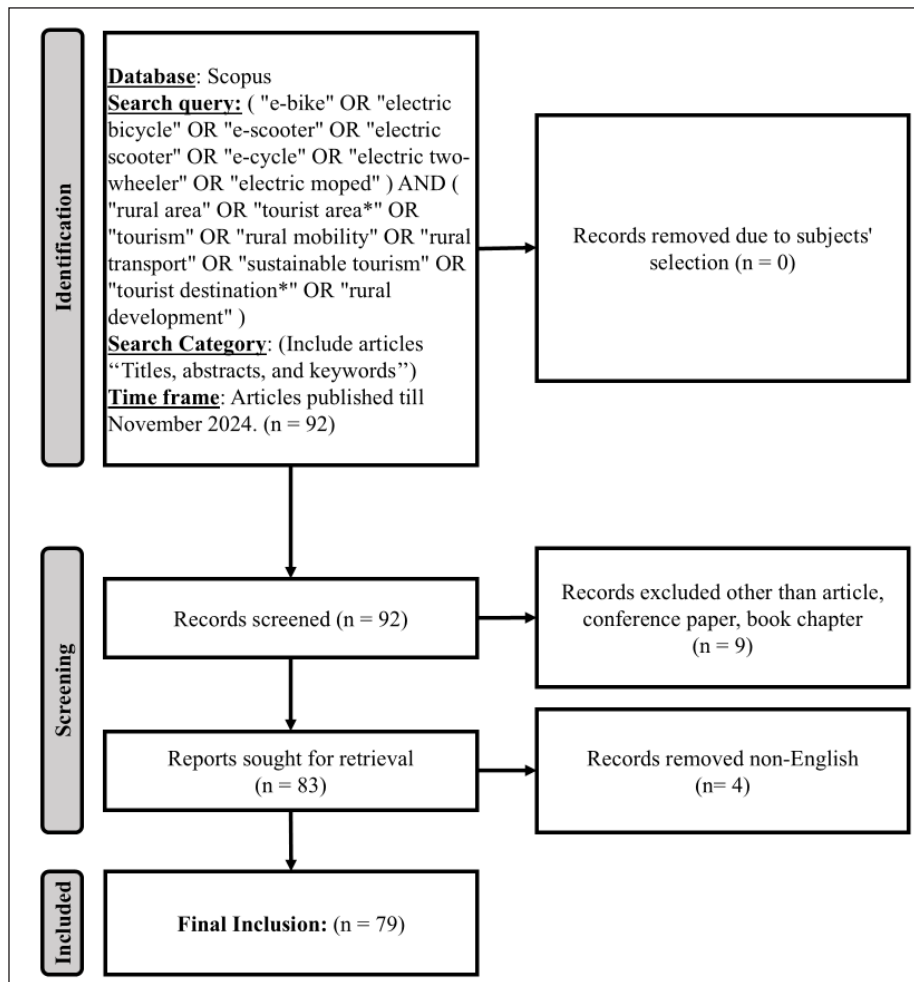 Identification
Database: Scopus
Search query: ( "e-bike" OR "electric
bicycle" OR "e-scooter" OR "electric
scooter" OR "e-cycle" OR "electric two-
wheeler" OR "electric moped" ) AND (
"rural area" OR "tourist area*" OR
"tourism" OR "rural mobility" OR "rural
transport" OR "sustainable tourism" OR
"tourist destination*" OR "rural
development" )
Search Category: (Include articles
‘‘Titles, abstracts, and keywords’’)
Time frame: Articles published till
November 2024. (n = 92)
Records removed due to subjects'
selection (n = 0)
Screening
Records screened (n = 92)
Records excluded other than article,
conference paper, book chapter
(n = 9)
Reports sought for retrieval
(n = 83)
Records removed non-English
(n= 4)
Included
Final Inclusion: (n = 79)